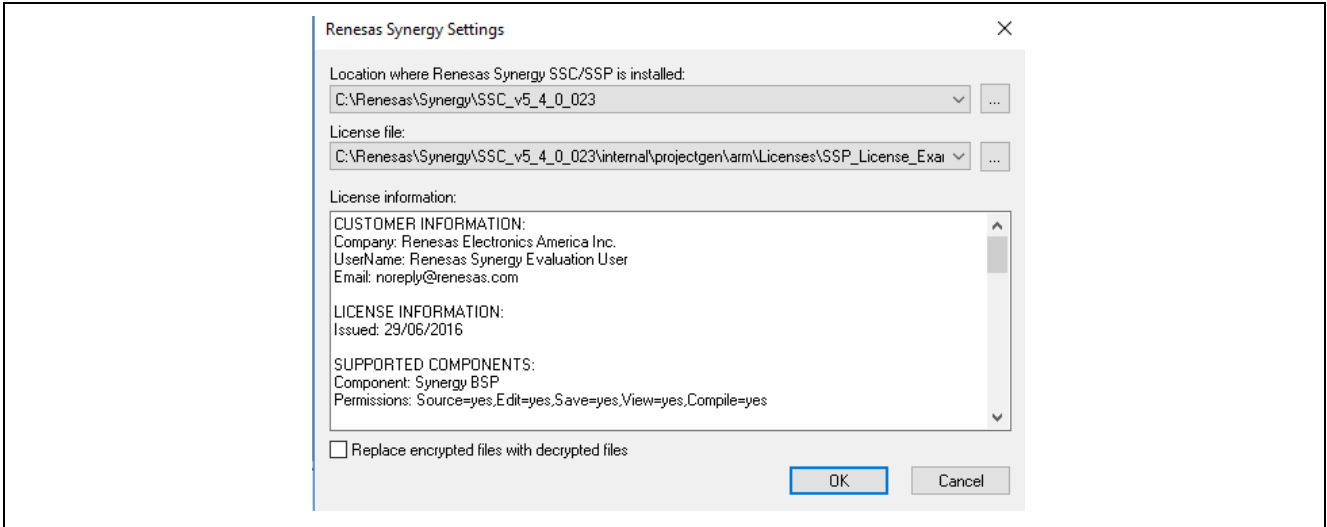 Renesas Synergy Settings
Location where Renesas Synergy SSC/SSP is installed:
C:\Renesas\Synergy\SSC_v5_4_0_023
...
License file:
C:\Renesas\Synergy\SSC_v5_4_0_023\internal\projectgen\arm\Licenses\SSP_License_Exar
...
License information:
CUSTOMER INFORMATION:
Company: Renesas Electronics America Inc.
UserName: Renesas Synergy Evaluation User
Email: noreply@renesas.com
LICENSE INFORMATION:
Issued: 29/06/2016
SUPPORTED COMPONENTS:
Component: Synergy BSP
Permissions: Source=yes,Edit=yes,Save=yes,View=yes,Compile=yes
Replace encrypted files with decrypted files
OK
Cancel